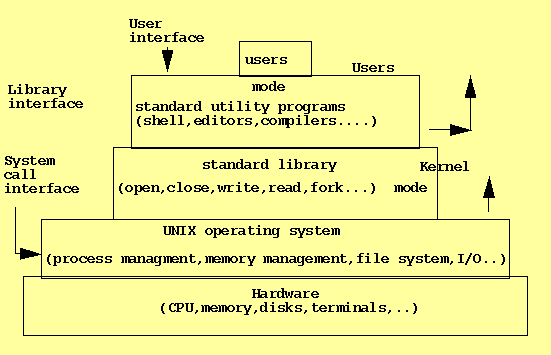 User
interface
users
Users
mode
Library
interface
standard utility programs
(shell,editors,compilers....)
System
call
interface
standard library
Kernel
(open,close,write,read,fork...) mode
UNIX operating system
(process managment,memory management,file system,I/O..)
Hardware
(CPU,memory,disks,terminals,..)